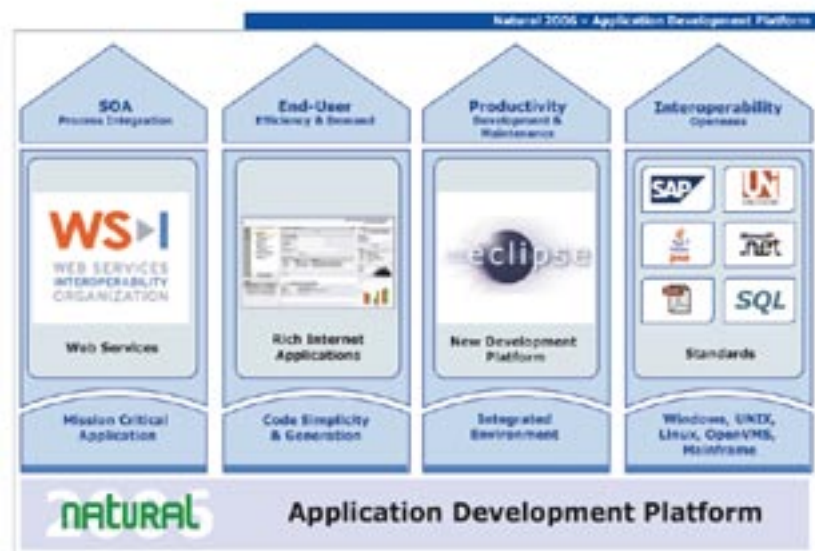 Natural 2006 – Application Development Platform
SOA
Process Integration
WS I
WEB SERVICES
INTEROPERABILITY
ORGANIZATION
Web Services
Mission Critical
Application
End-User
Efficiency & Demand
Rich Internet
Applications
Code Simplicity
& Generation
Productivity
Development &
Maintenance
eclipse
New Development
Platform
Integrated
Environment
Interoperability
Openness
SAP
.net
SQL
Standards
Windows, UNIX,
Linux, OpenVMS,
Mainframe
2006
naturAL
Application Development Platform